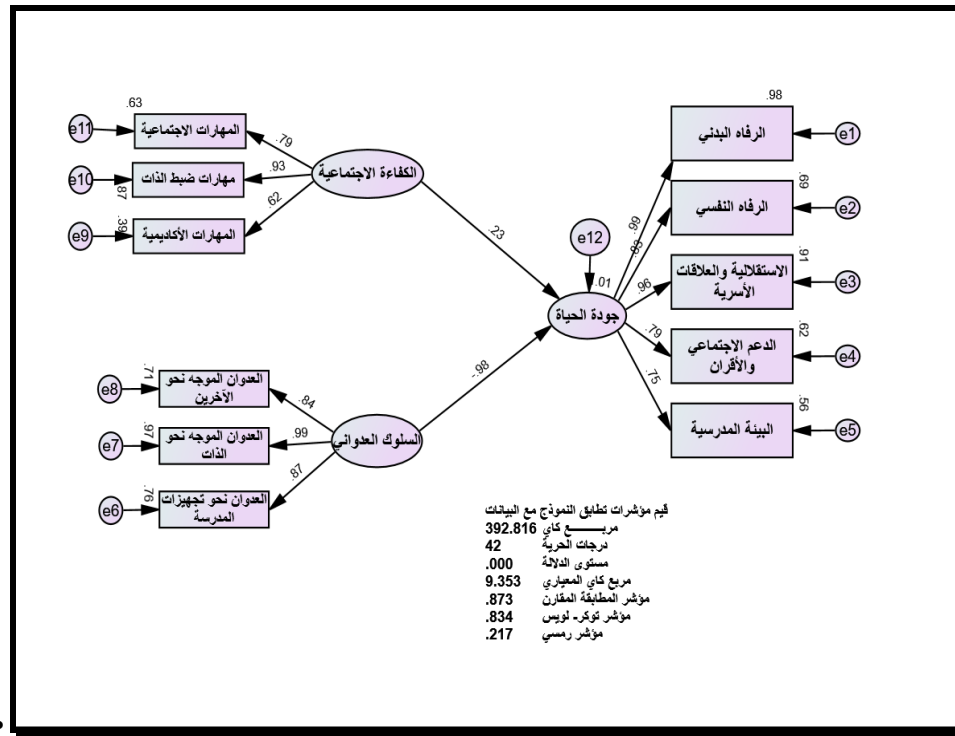 .63
e11
المهارات الاجتماعية
.79
e10
مهارات ضبط الذات
.87
.93
e9
.39
المهارات الأكاديمية
.62
الكفاءة الاجتماعية
.23
.98
الرفاه البدني
e1
.99
.69
الرفاه النفسي
e2
.83
.91
الاستقلالية والعلاقات
الأسرية
e3
.96
.62
الدعم الاجتماعي
والأقران
e4
.79
.56
البيئة المدرسية
e5
.75
e12
.01
جودة الحياة
-.98
.71
e8
العدوان الموجه نحو
الآخرين
.84
.97
e7
العدوان الموجه نحو
الذات
.99
.76
e6
العدوان نحو تجهيزات
المدرسة
.87
السلوك العدواني
قيم مؤشرات تطابق النموذج مع البيانات
مربـــــــع كاي 392.816
درجات الحرية 42
مستوى الدلالة .000
مربع كاي المعياري 9.353
مؤشر المطابقة المقارن .873
مؤشر توكر- لويس .834
مؤشر رمسي .217